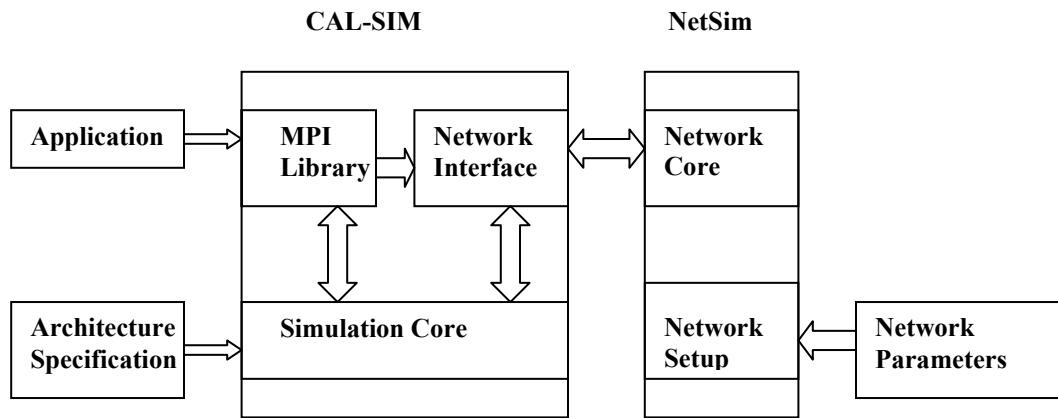 CAL-SIM
NetSim
Application
MPI
Library
Network
Interface
Network
Core
Architecture
Specification
Simulation Core
Network
Setup
Network
Parameters